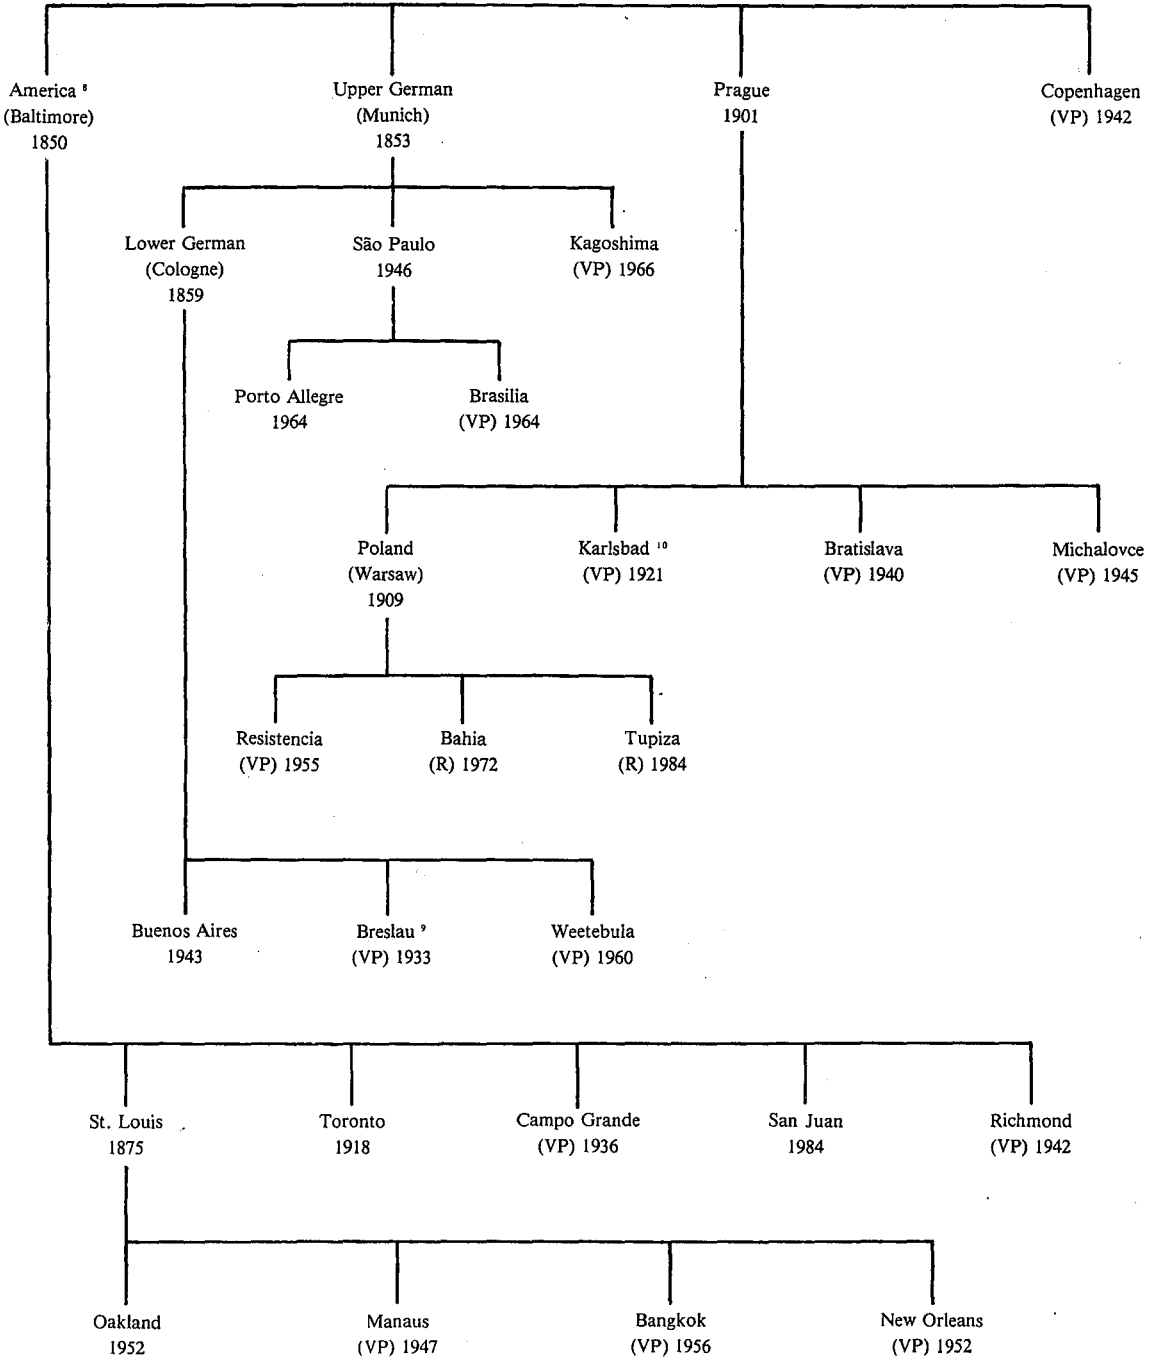 America ⁸
(Baltimore)
1850
Upper German
(Munich)
1853
Prague
1901
Copenhagen
(VP) 1942
Lower German
(Cologne)
1859
São Paulo
1946
Kagoshima
(VP) 1966
Porto Allegre
1964
Brasilia
(VP) 1964
Poland
(Warsaw)
1909
Karlsbad ¹⁰
(VP) 1921
Bratislava
(VP) 1940
Michalovce
(VP) 1945
Resistencia
(VP) 1955
Bahia
(R) 1972
Tupiza
(R) 1984
Buenos Aires
1943
Breslau ⁹
(VP) 1933
Weetebula
(VP) 1960
St. Louis
1875
Toronto
1918
Campo Grande
(VP) 1936
San Juan
1984
Richmond
(VP) 1942
Oakland
1952
Manaus
(VP) 1947
Bangkok
(VP) 1956
New Orleans
(VP) 1952